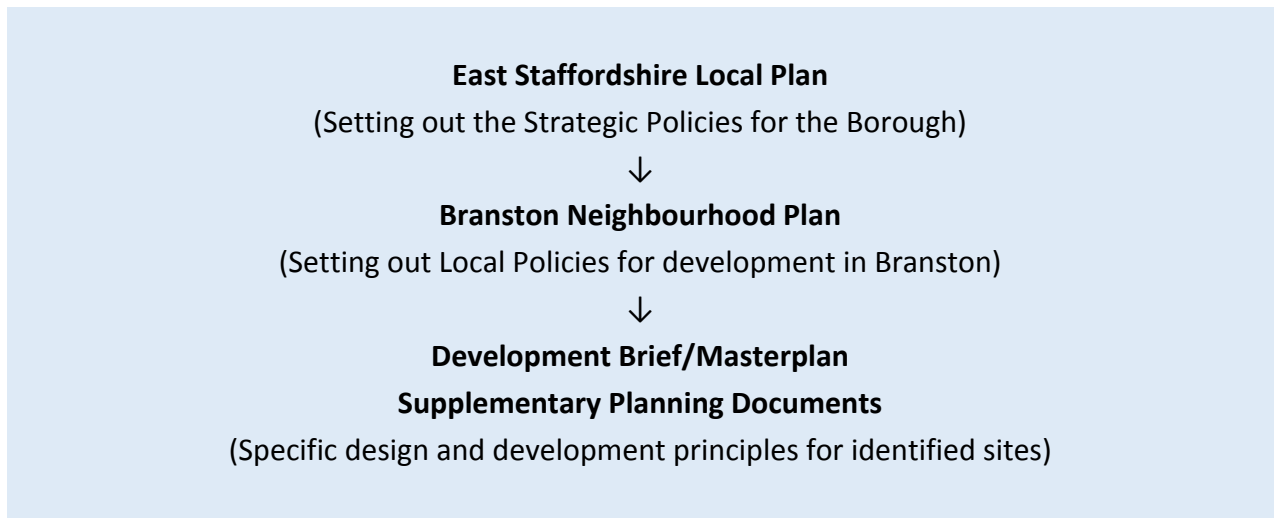 East Staffordshire Local Plan
(Setting out the Strategic Policies for the Borough)
↓
Branston Neighbourhood Plan
(Setting out Local Policies for development in Branston)
↓
Development Brief/Masterplan
Supplementary Planning Documents
(Specific design and development principles for identified sites)